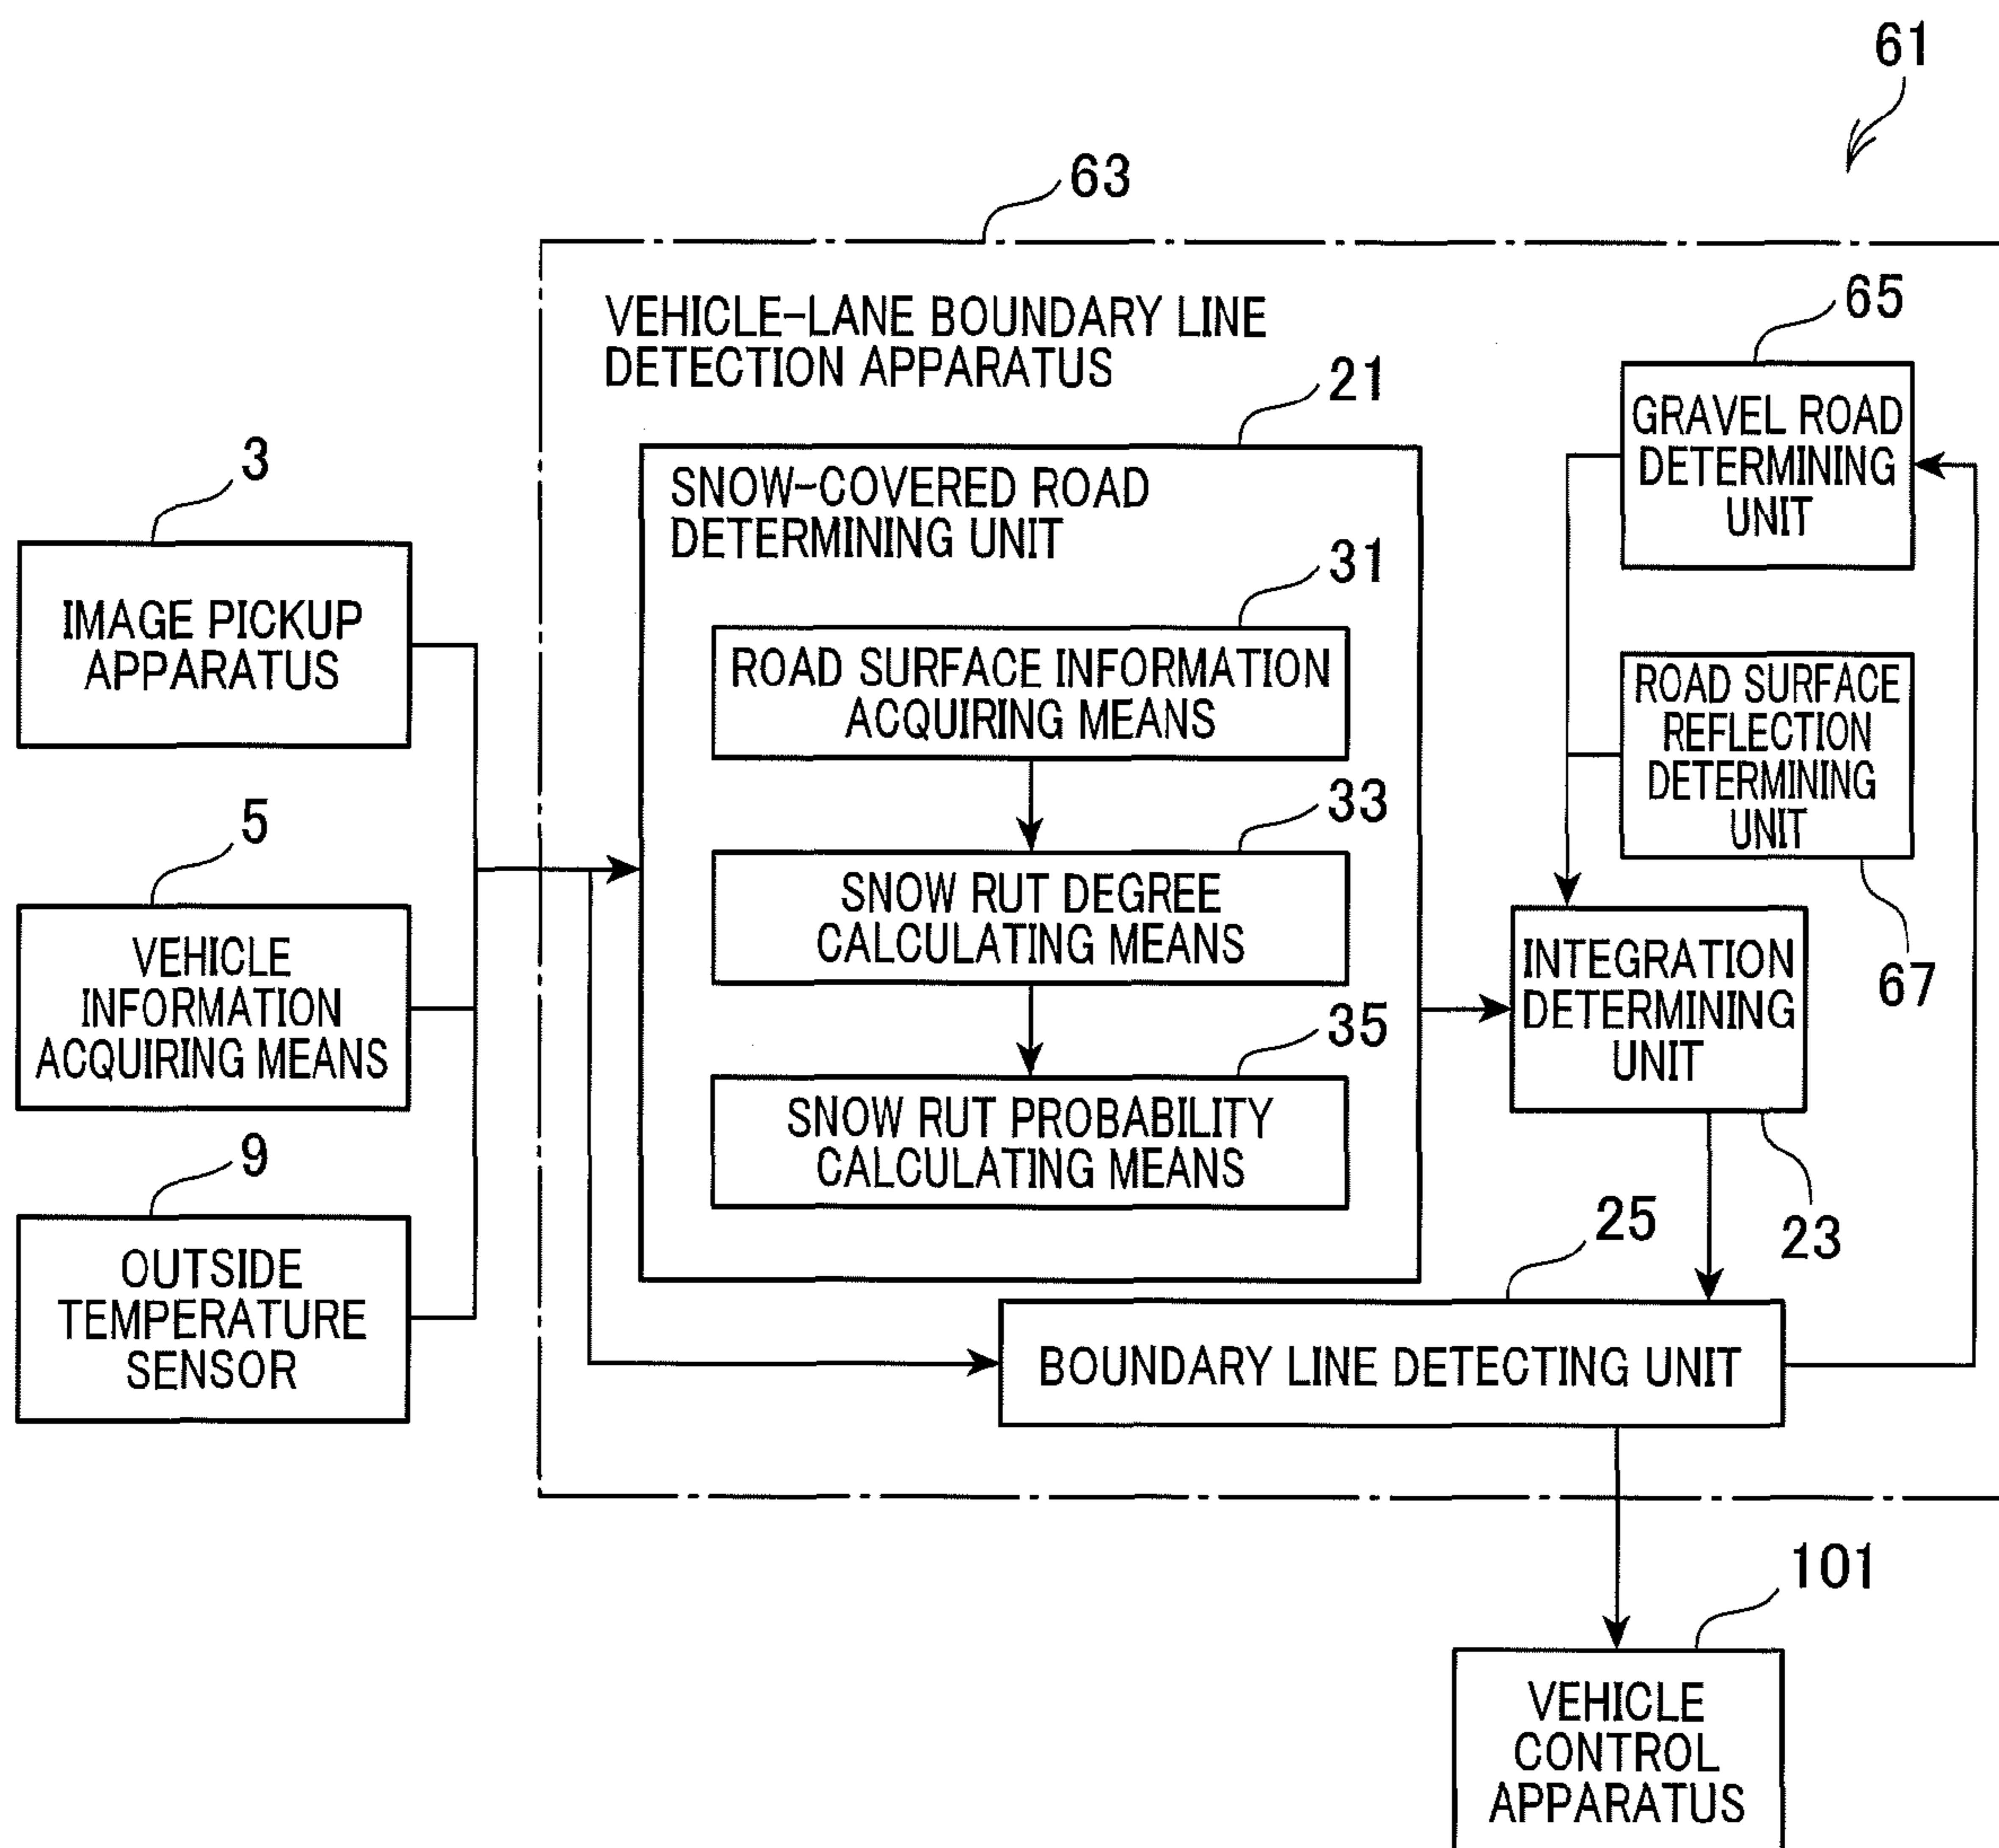 61
63
VEHICLE-LANE BOUNDARY LINE
DETECTION APPARATUS
65
GRAVEL ROAD
DETERMINING
UNIT
21
SNOW-COVERED ROAD
DETERMINING UNIT
3
IMAGE PICKUP
APPARATUS
31
ROAD SURFACE INFORMATION
ACQUIRING MEANS
ROAD SURFACE
REFLECTION
DETERMINING
UNIT
67
5
VEHICLE
INFORMATION
ACQUIRING MEANS
33
SNOW RUT DEGREE
CALCULATING MEANS
INTEGRATION
DETERMINING
UNIT
23
35
SNOW RUT PROBABILITY
CALCULATING MEANS
9
OUTSIDE
TEMPERATURE
SENSOR
25
BOUNDARY LINE DETECTING UNIT
101
VEHICLE
CONTROL
APPARATUS